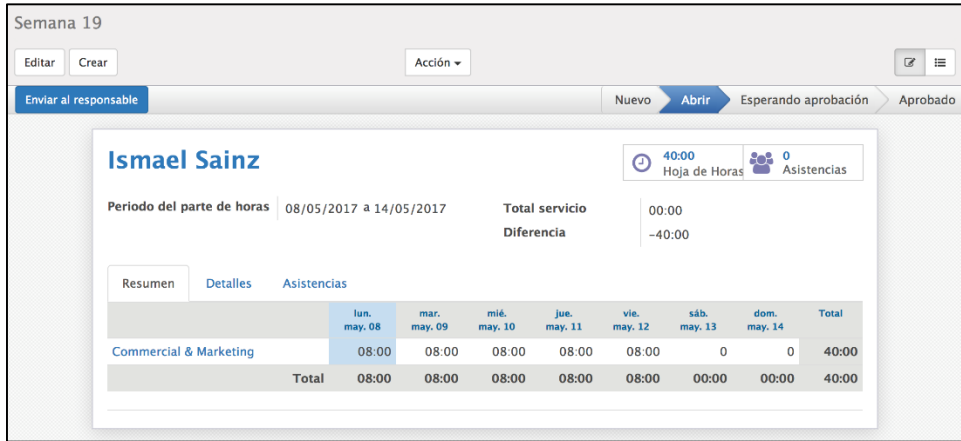 Semana 19
Editar Crear Acción
Enviar al responsable Nuevo Abrir Esperando aprobación Aprobado
Ismael Sainz
40:00 Hoja de Horas
0 Asistencias
Periodo del parte de horas 08/05/2017 a 14/05/2017 Total servicio 00:00
Diferencia -40:00
Resumen Detalles Asistencias
lun. mar. mié. jue. vie. sáb. dom. Total
may. 08 may. 09 may. 10 may. 11 may. 12 may. 13 may. 14
Commercial & Marketing 08:00 08:00 08:00 08:00 08:00 0 0 40:00
Total 08:00 08:00 08:00 08:00 08:00 00:00 00:00 40:00